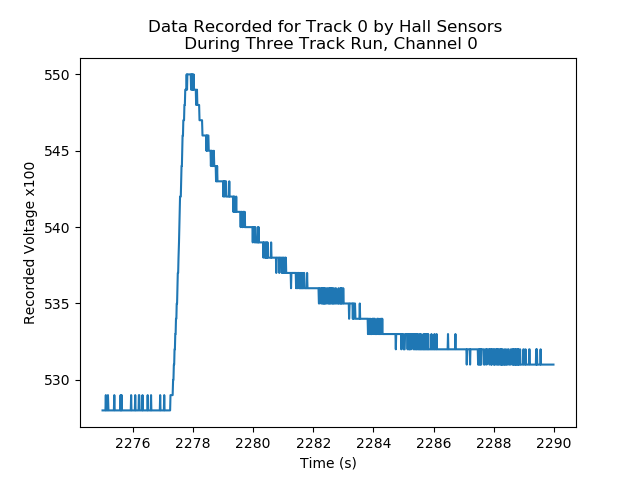 Data Recorded for Track 0 by Hall Sensors
During Three Track Run, Channel 0
550
545
540
535
530
Recorded Voltage x100
2276 2278 2280 2282 2284 2286 2288 2290
Time (s)